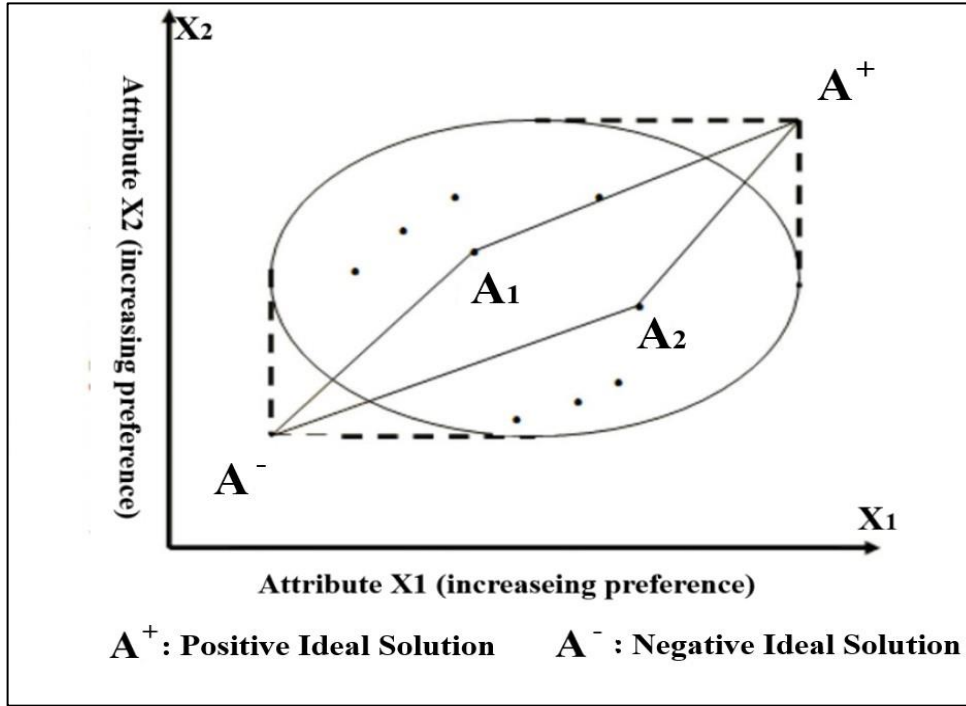 X2
A+
Attribute X2 (increasing preference)
A1
A2
A-
X1
Attribute X1 (increaseing preference)
A+ : Positive Ideal Solution A- : Negative Ideal Solution